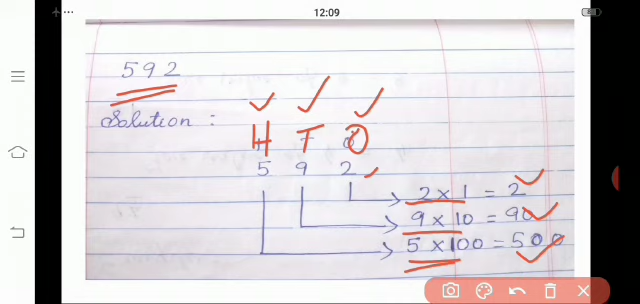 12:09
592
Solution :
H T O
5 9 2
2 × 1 = 2
9 × 10 = 90
5 × 100 = 500